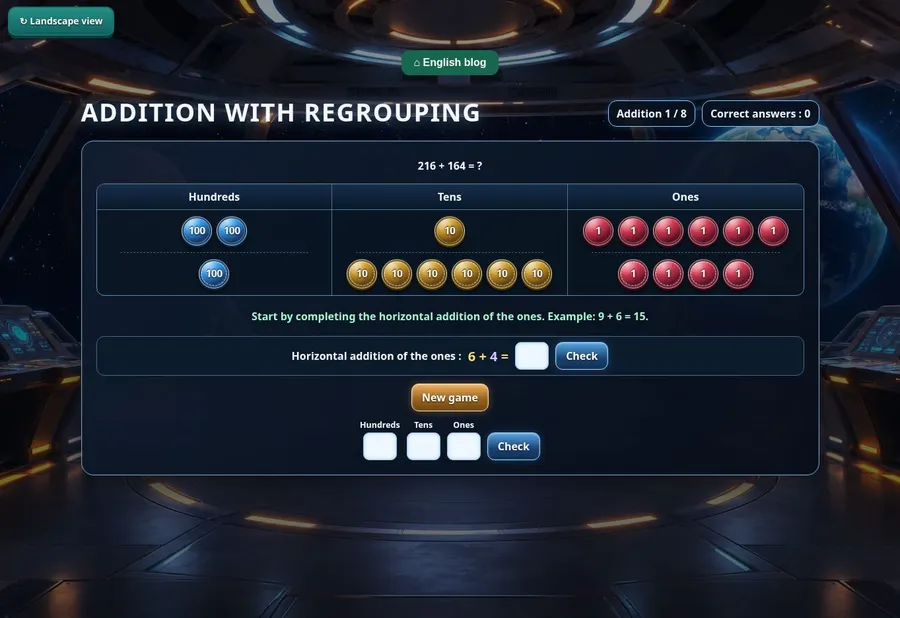 ↻ Landscape view
⌂ English blog
ADDITION WITH REGROUPING
Addition 1 / 8
Correct answers : 0
216 + 164 = ?
Hundreds Tens Ones
100 100 10 1 1 1 1 1 1
100 10 10 10 10 10 10 1 1 1 1
Start by completing the horizontal addition of the ones. Example: 9 + 6 = 15.
Horizontal addition of the ones : 6 + 4 = Check
New game
Hundreds Tens Ones
Check